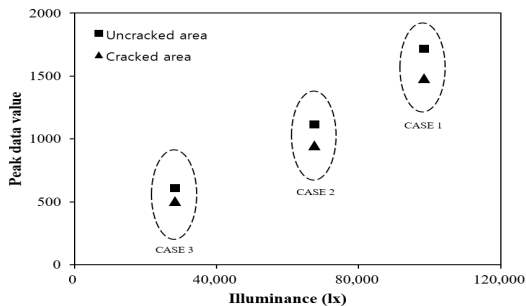 2000
Uncracked area
Cracked area
1500
CASE 1
1000
CASE 2
500
CASE 3
0
0
40,000
80,000
120,000
Peak data value
Illuminance (lx)